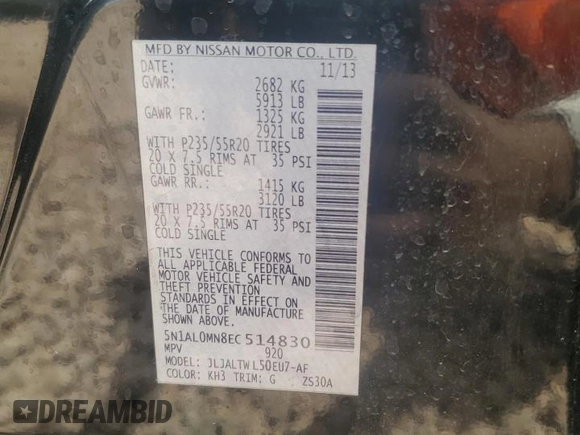 MFD BY NISSAN MOTOR CO., LTD.
DATE: 11/13
GVWR: 2682 KG
5913 LB
GAWR FR.: 1325 KG
2921 LB
WITH P235/55R20 TIRES
20 X 7.5 RIMS AT 35 PSI
COLD SINGLE
GAWR RR.: 1415 KG
3120 LB
WITH P235/55R20 TIRES
20 X 7.5 RIMS AT 35 PSI
COLD SINGLE
THIS VEHICLE CONFORMS TO
ALL APPLICABLE FEDERAL
MOTOR VEHICLE SAFETY AND
THEFT PREVENTION
STANDARDS IN EFFECT ON
THE DATE OF MANUFACTURE
SHOWN ABOVE.
5N1AL0MN8EC514830
MPV 920
MODEL: JLJALTWL50EU7-AF
COLOR: KH3 TRIM: G ZS30A
DREAMBID